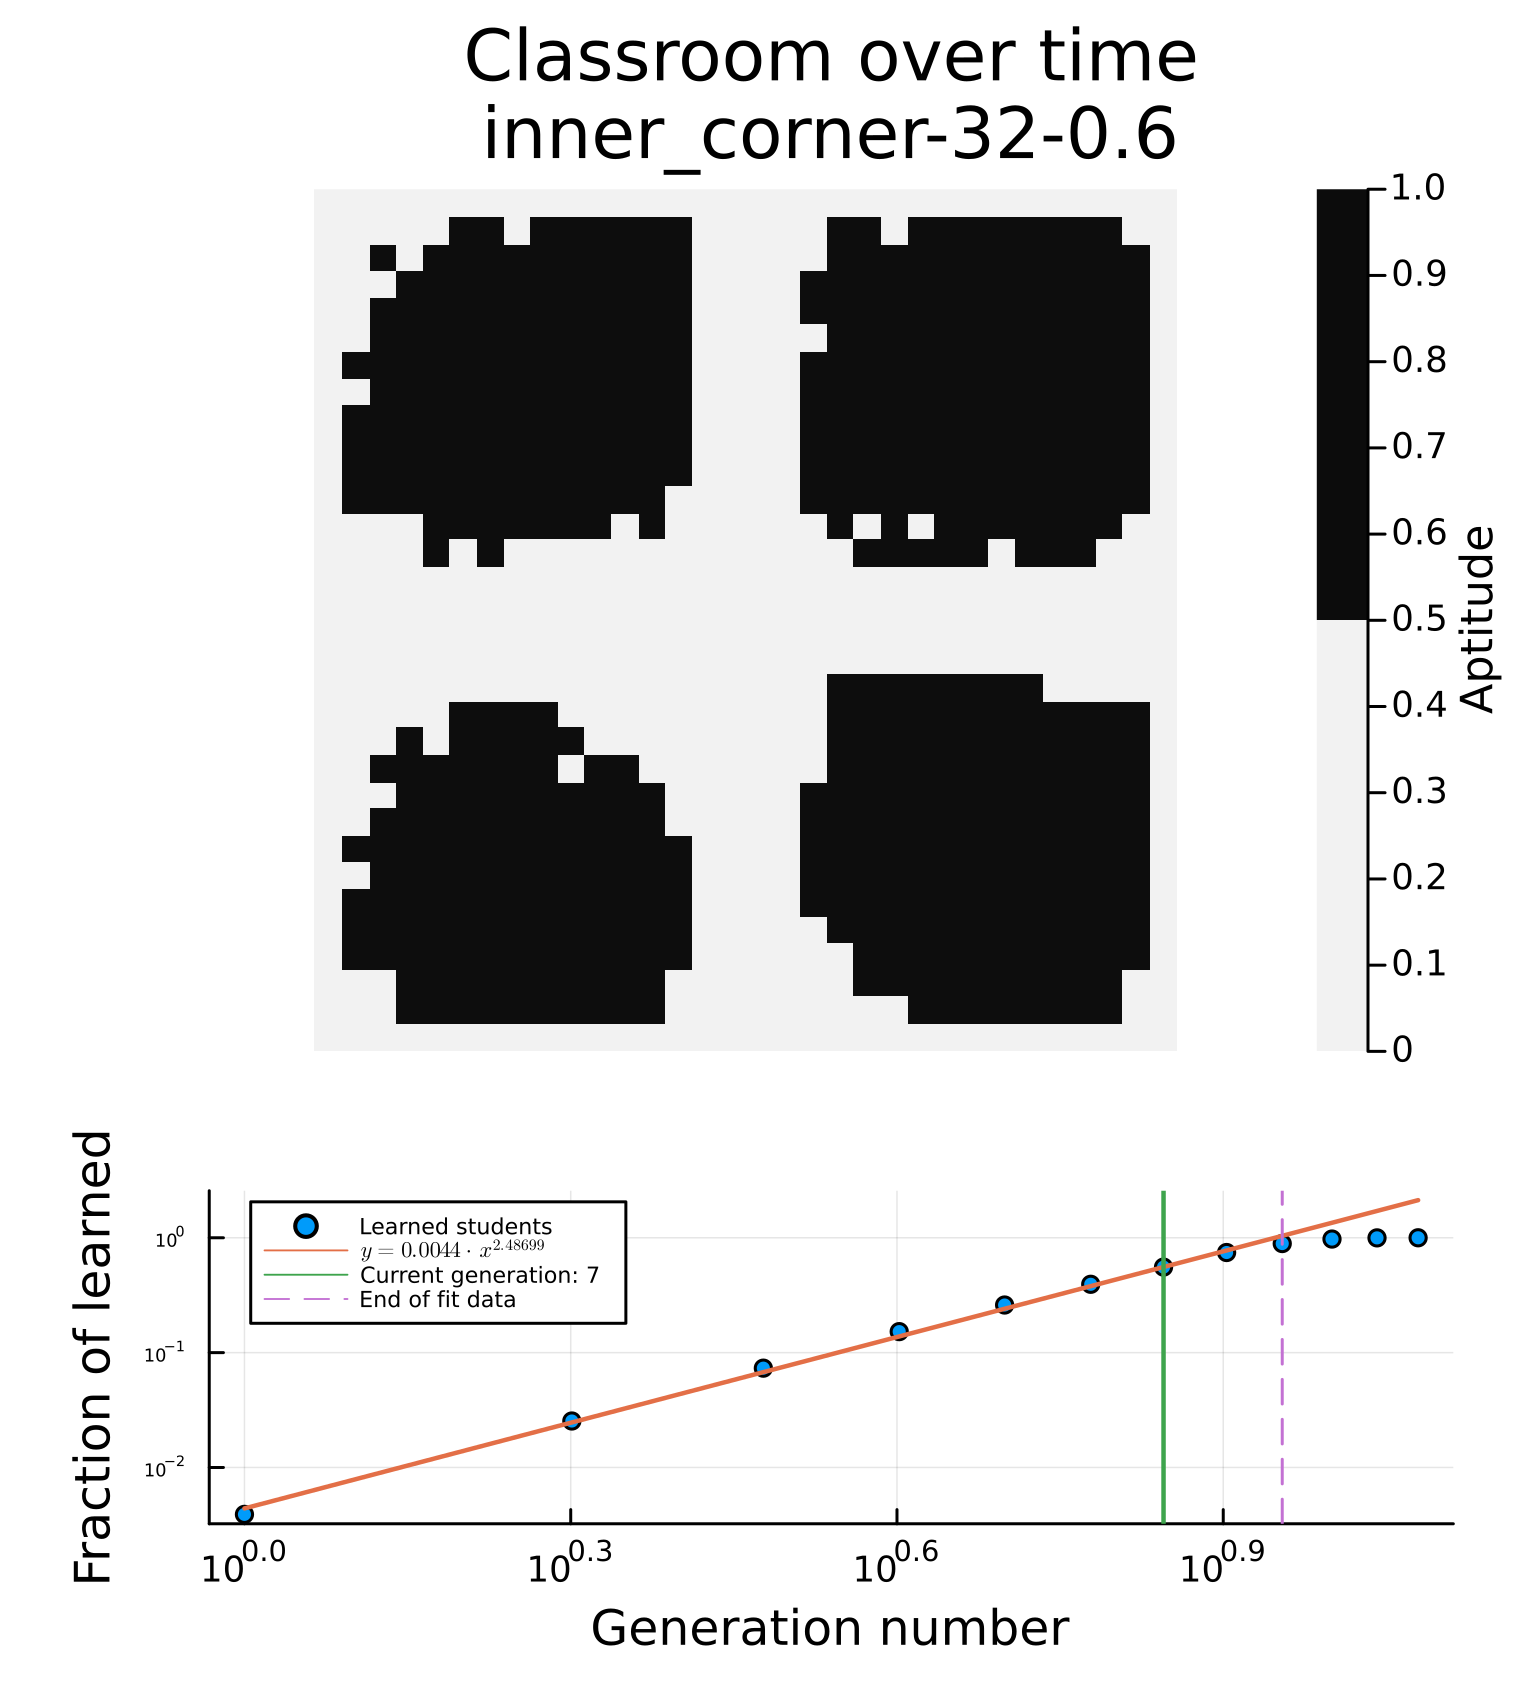 Classroom over time
inner_corner-32-0.6
1.0
0.9
0.8
0.7
0.6
0.5
0.4
0.3
0.2
0.1
0
Aptitude
Fraction of learned
10⁰
10⁻¹
10⁻²
Learned students
y = 0.0044 · x^2.48699
Current generation: 7
End of fit data
10^0.0
10^0.3
10^0.6
10^0.9
Generation number